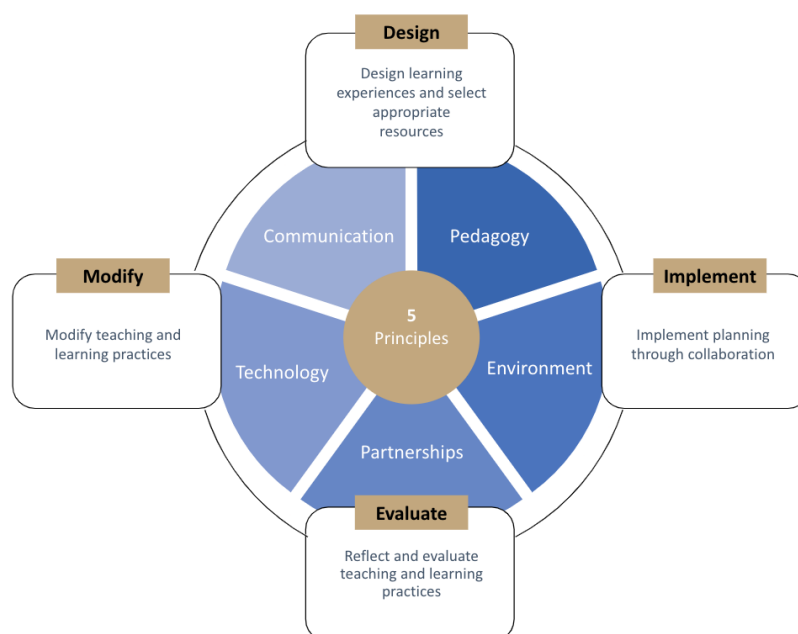 Design
Design learning
experiences and select
appropriate
resources
Communication
Pedagogy
Modify
Modify teaching and
learning practices
5
Principles
Implement
Implement planning
through collaboration
Technology
Environment
Partnerships
Evaluate
Reflect and evaluate
teaching and learning
practices